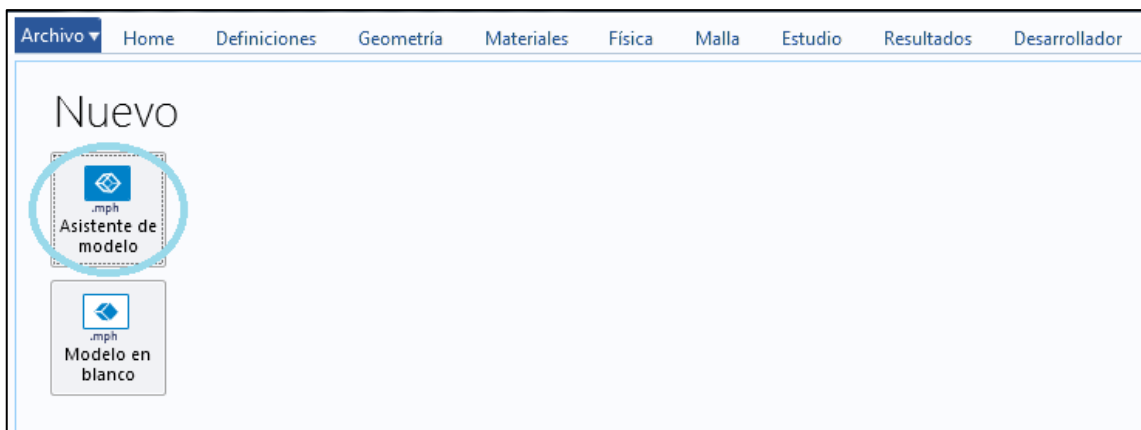 Archivo Home Definiciones Geometría Materiales Física Malla Estudio Resultados Desarrollador
Nuevo
.mph
Asistente de
modelo
.mph
Modelo en
blanco